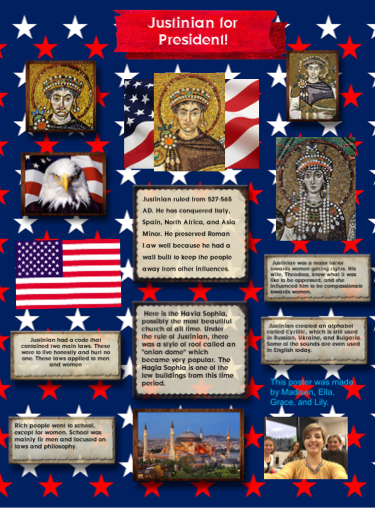 Justinian for
President!
Justinian ruled from 527-565
AD. He has conquered Italy,
Spain, North Africa, and Asia
Minor. He preserved Roman
law well because he had a
wall built to keep the people
away from other influences.
Justinian was a major factor
towards women gaining rights. His
wife, Theodora, knew what it was
like to be oppressed, and she
influenced him to be compassionate
towards women.
Here is the Havia Sophia,
possibly the most beautiful
church of all time. Under
the rule of Justinian, there
was a style of roof called an
"onion dome" which
became very popular. The
Hagia Sophia is one of the
few buildings from this time
period.
Justinian created an alphabet
called Cyrillic, which is still used
in Russian, Ukraine, and Bulgaria.
Some of the sounds are even used
in English today.
Justinian had a code that
contained two main laws. These
were to live honestly and hurt no
one. These laws applied to men
and women
This poster was made
by Madison, Ella,
Grace, and Lily.
Rich people went to school,
except for women. School was
mainly for men and focused on
laws and philosophy.